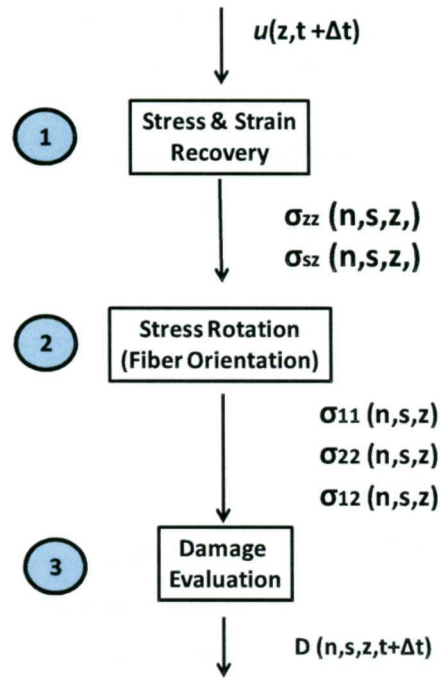 u(z,t +Δt)
1
Stress & Strain
Recovery
σzz (n,s,z,)
σsz (n,s,z,)
2
Stress Rotation
(Fiber Orientation)
σ11 (n,s,z)
σ22 (n,s,z)
σ12 (n,s,z)
3
Damage
Evaluation
D (n,s,z,t+Δt)